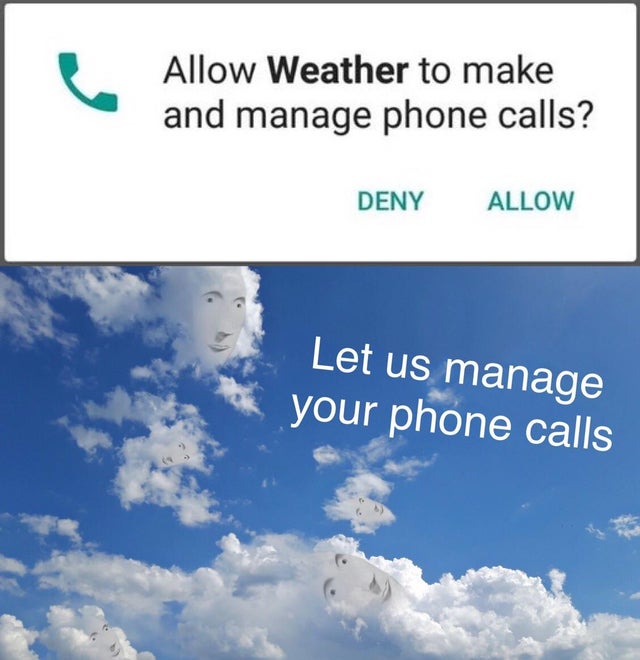 Allow Weather to make
and manage phone calls?
DENY ALLOW
Let us manage
your phone calls